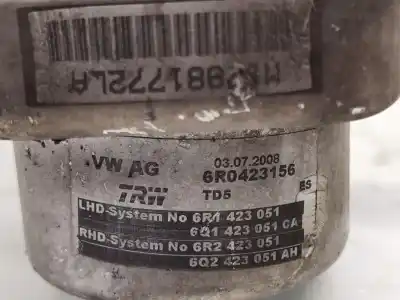 VW AG
03.07.2008
6R0423156
TRW
TD5
ES
LHD-System No 6R1 423 051
6Q1 423 051 CA
RHD-System No 6R2 423 051
6Q2 423 051 AH